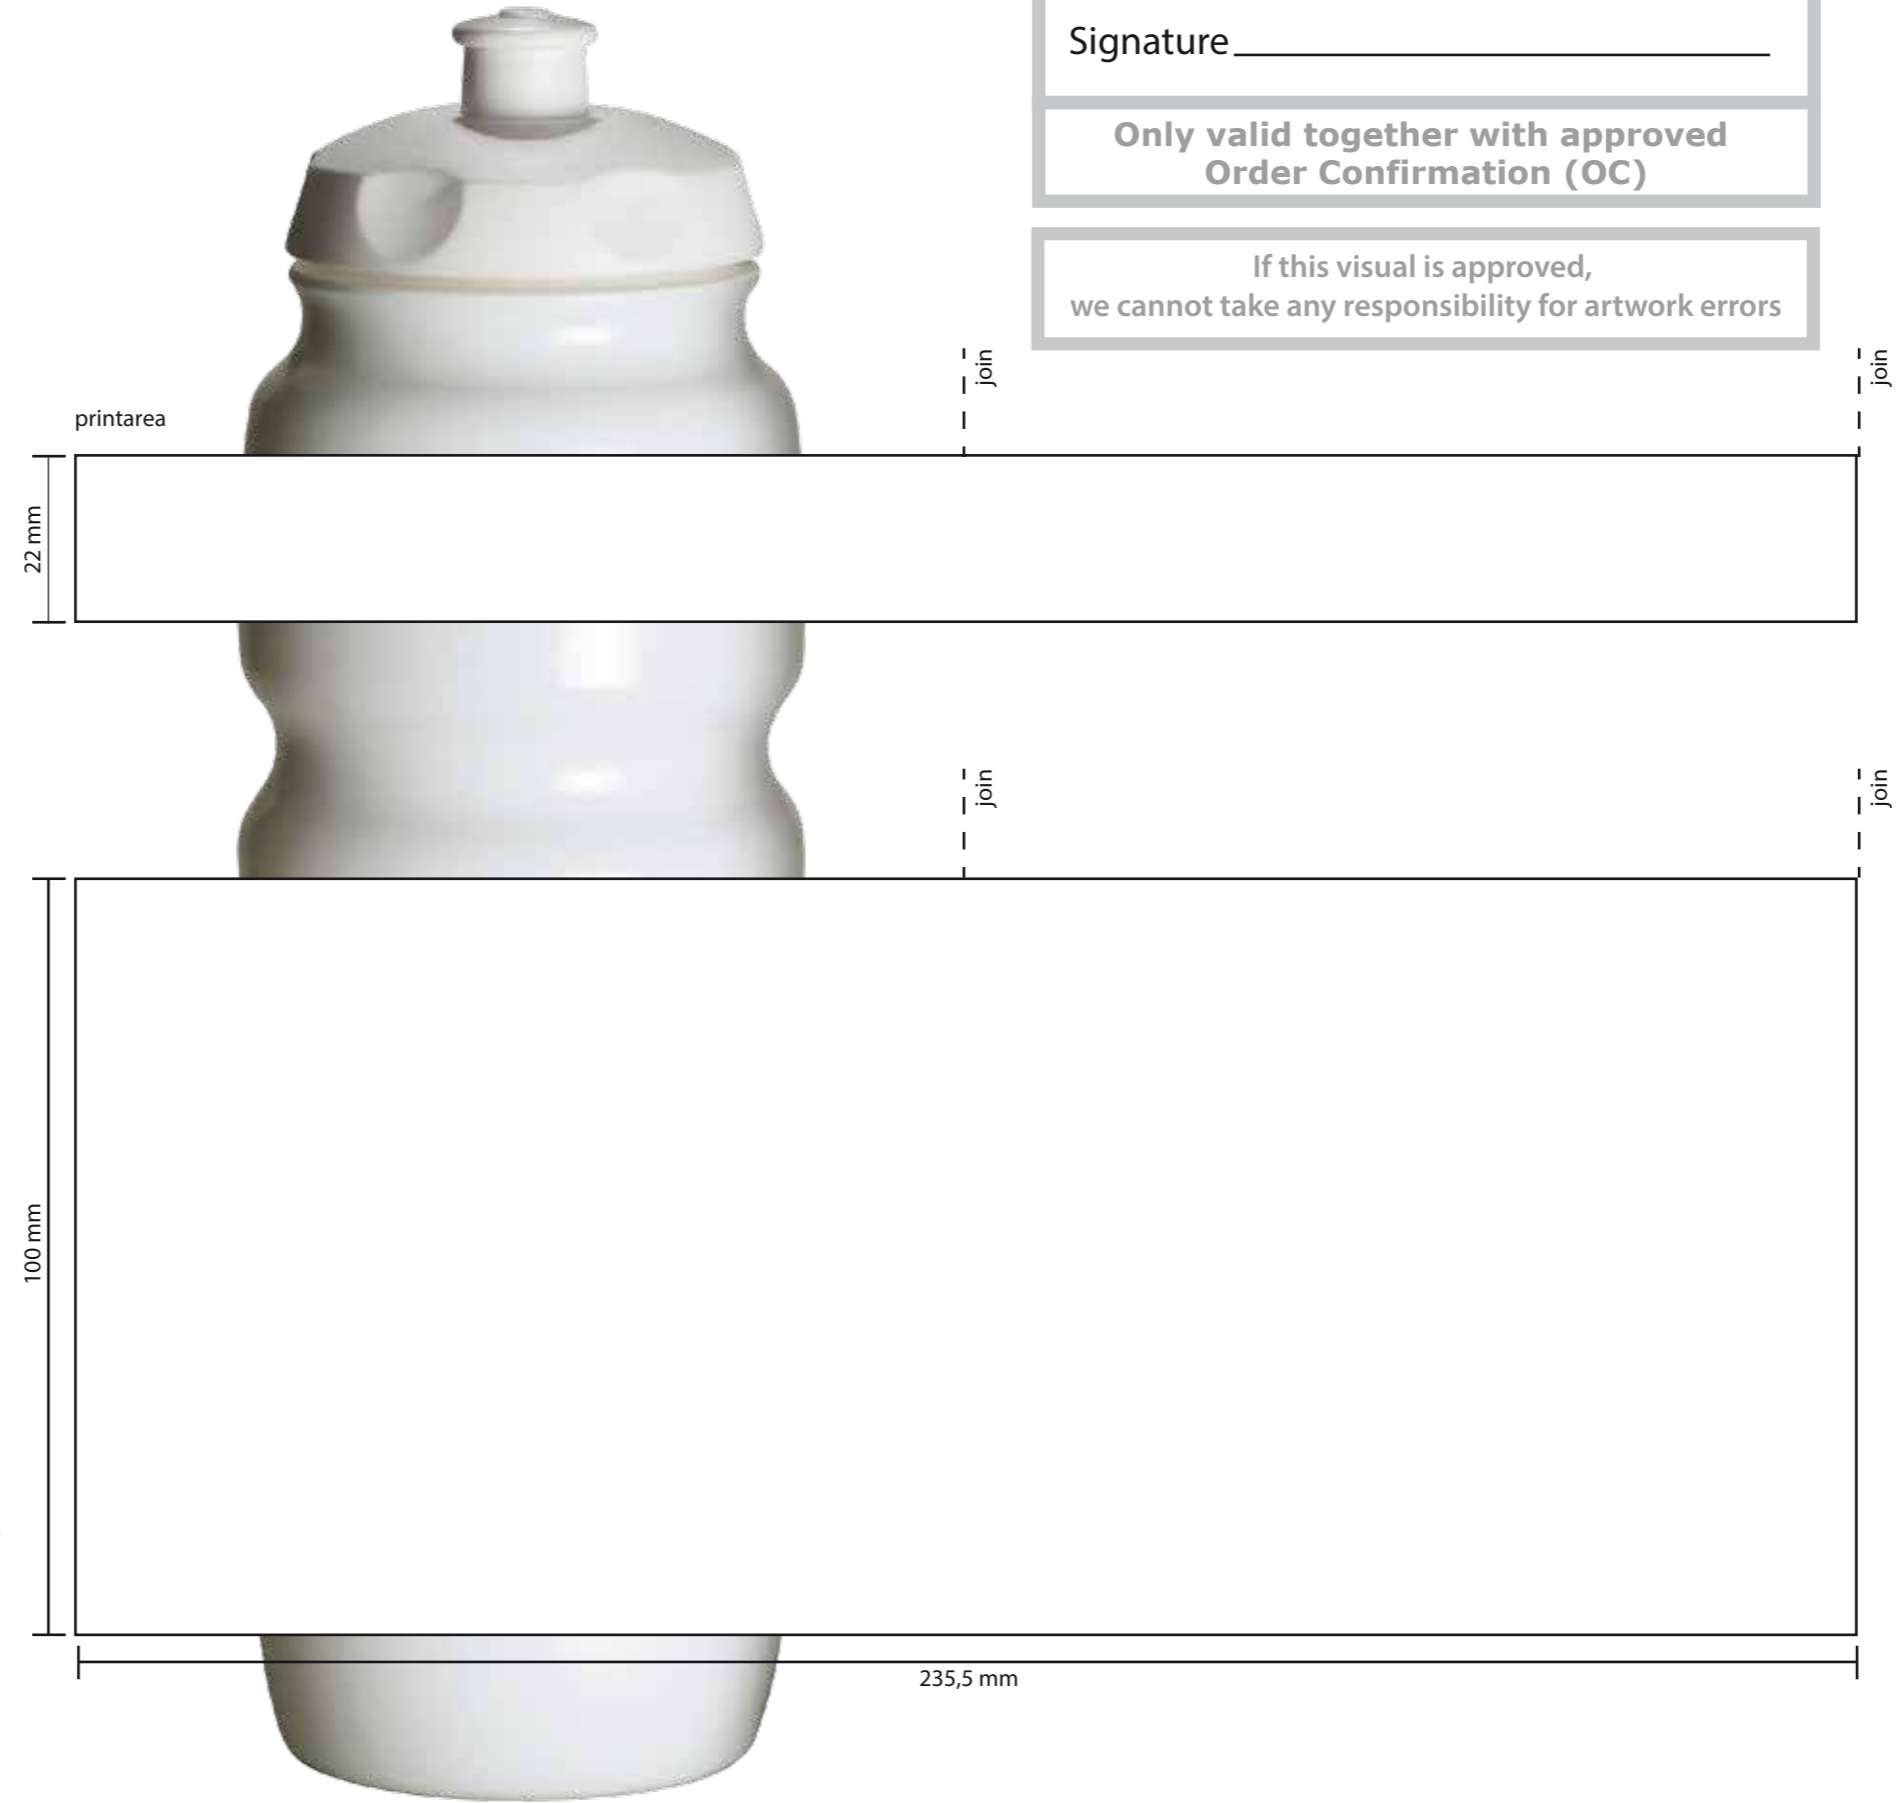 Signature
Only valid together with approved
Order Confirmation (OC)
If this visual is approved,
we cannot take any responsibility for artwork errors
join
join
printarea
22 mm
join
join
100 mm
235,5 mm